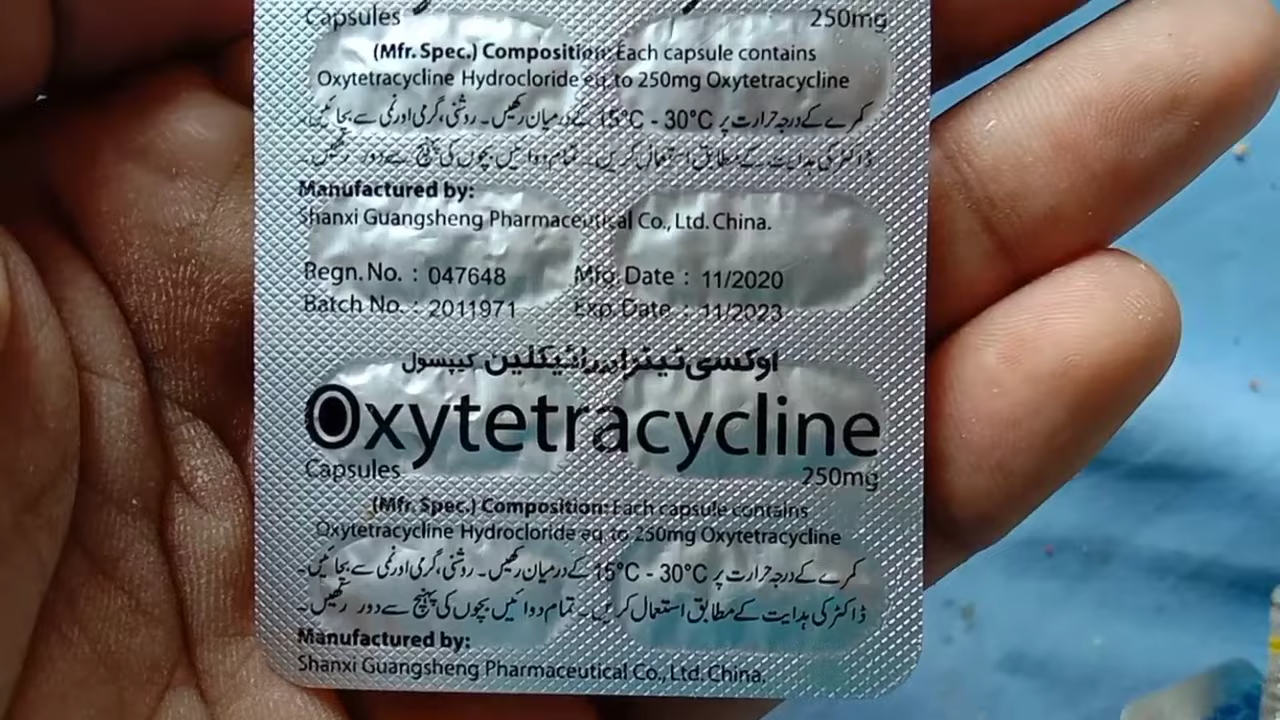 Capsules 250mg
(Mfr. Spec.) Composition: Each capsule contains
Oxytetracycline Hydrocloride eq. to 250mg Oxytetracycline
کمرے کے درجہ حرارت پر 15°C - 30°C کے درمیان رکھیں۔ روشنی، گرمی اور نمی سے بچائیں۔
ڈاکٹر کی ہدایت کے مطابق استعمال کریں۔ تمام دوائیں بچوں کی پہنچ سے دور رکھیں۔
Manufactured by:
Shanxi Guangsheng Pharmaceutical Co., Ltd. China.
Regn. No. : 047648 Mfg. Date : 11/2020
Batch No. : 2011971 Exp. Date : 11/2023
اوکسی ٹیٹراسائیکلین کیپسول
Oxytetracycline
Capsules 250mg
(Mfr. Spec.) Composition: Each capsule contains
Oxytetracycline Hydrocloride eq. to 250mg Oxytetracycline
کمرے کے درجہ حرارت پر 15°C - 30°C کے درمیان رکھیں۔ روشنی، گرمی اور نمی سے بچائیں۔
ڈاکٹر کی ہدایت کے مطابق استعمال کریں۔ تمام دوائیں بچوں کی پہنچ سے دور رکھیں۔
Manufactured by:
Shanxi Guangsheng Pharmaceutical Co., Ltd. China.